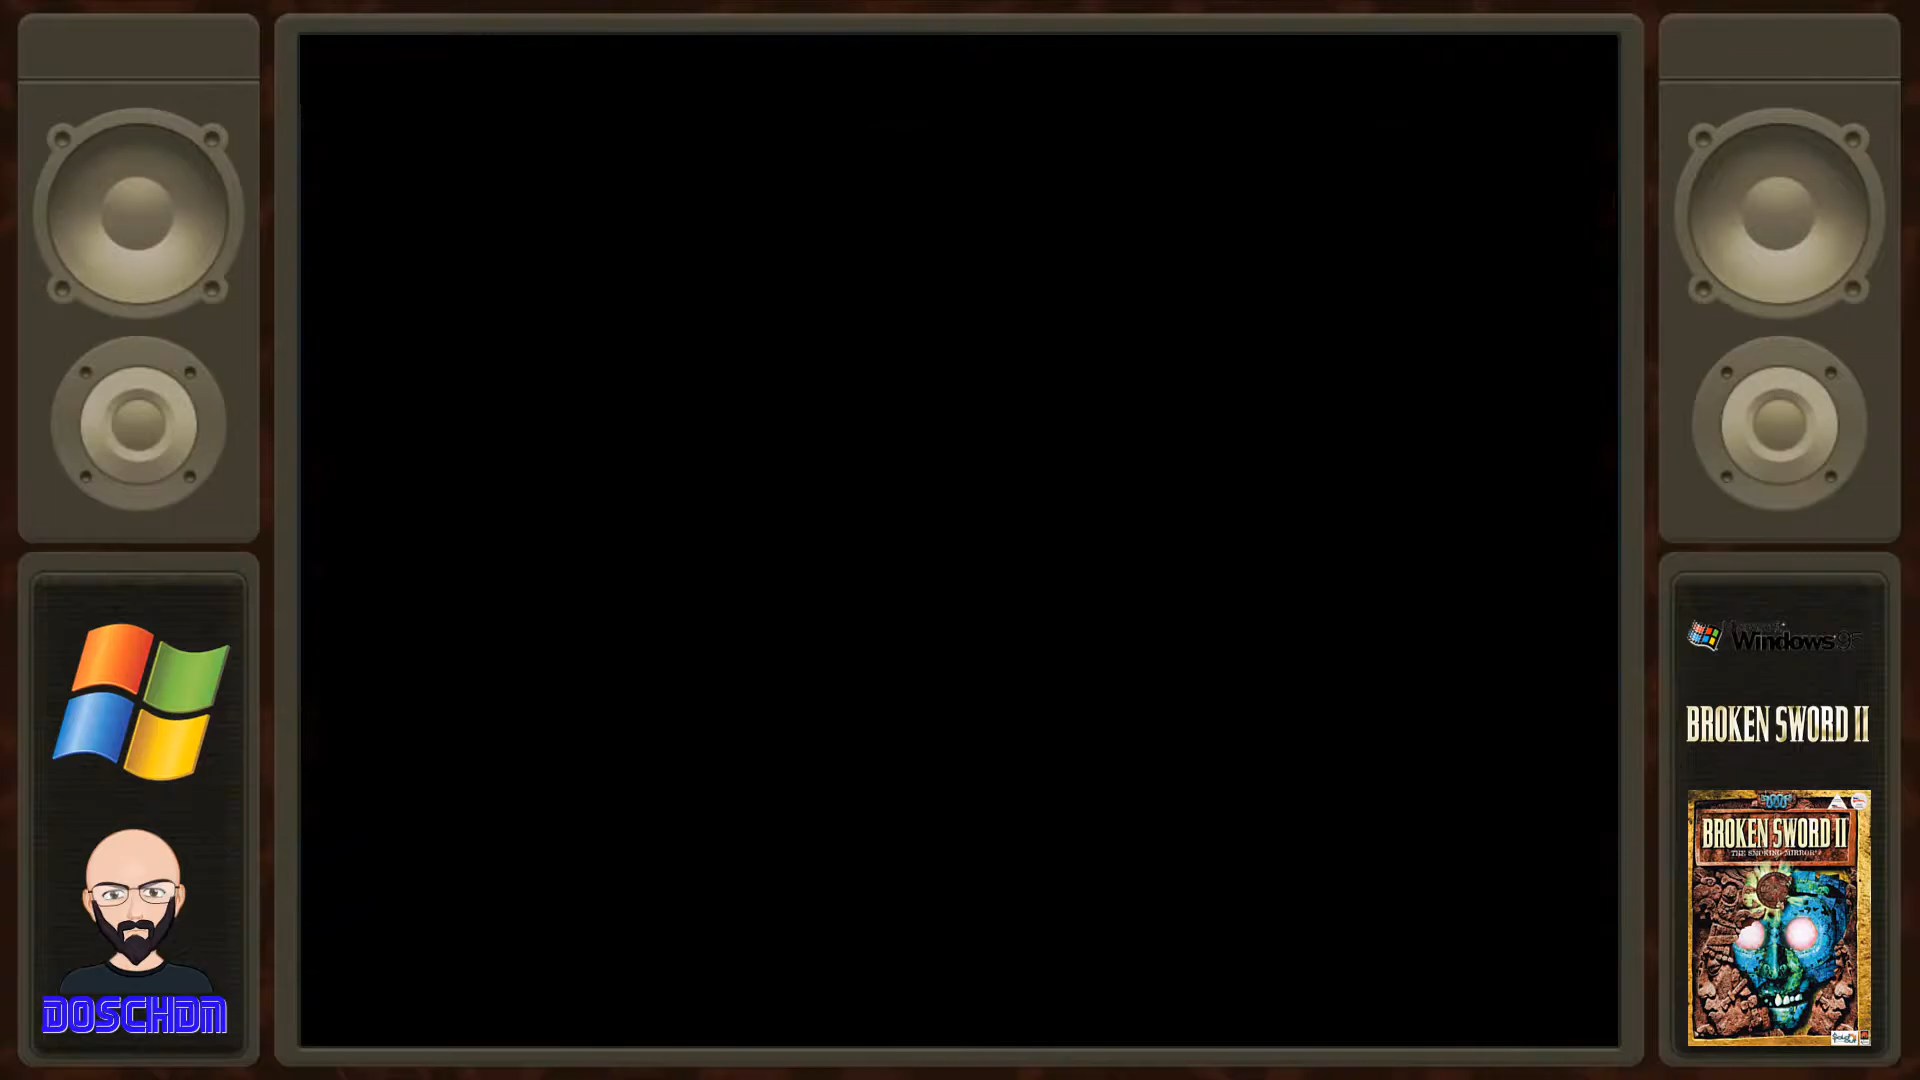 DOSCHDM
Windows 95
BROKEN SWORD II
BROKEN SWORD II
THE SMOKING MIRROR